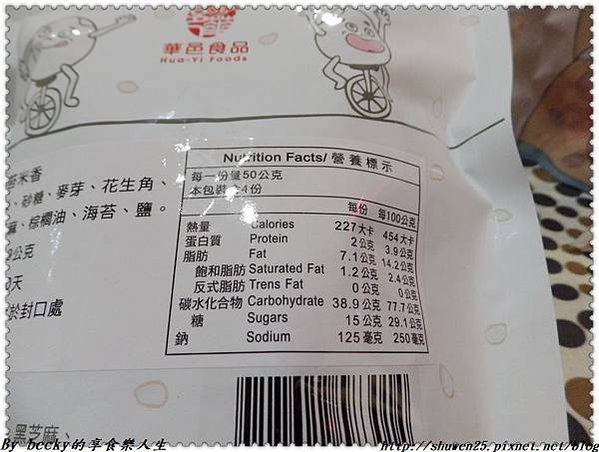 華邑食品
Hua-Yi Foods
米香
、砂糖、麥芽、花生角、
、棕櫚油、海苔、鹽。
公克
天
於封口處
Nutrition Facts/營養標示
每一份量50公克
本包裝含4份
每份 每100公克
熱量 Calories 227大卡 454大卡
蛋白質 Protein 2公克 3.9公克
脂肪 Fat 7.1公克 14.2公克
飽和脂肪 Saturated Fat 1.2公克 2.4公克
反式脂肪 Trens Fat 0公克 0公克
碳水化合物 Carbohydrate 38.9公克 77.7公克
糖 Sugars 15公克 29.1公克
鈉 Sodium 125毫克 250毫克
黑芝麻、
By becky的享食樂人生
http://shuwen25.pixnet.net/blog